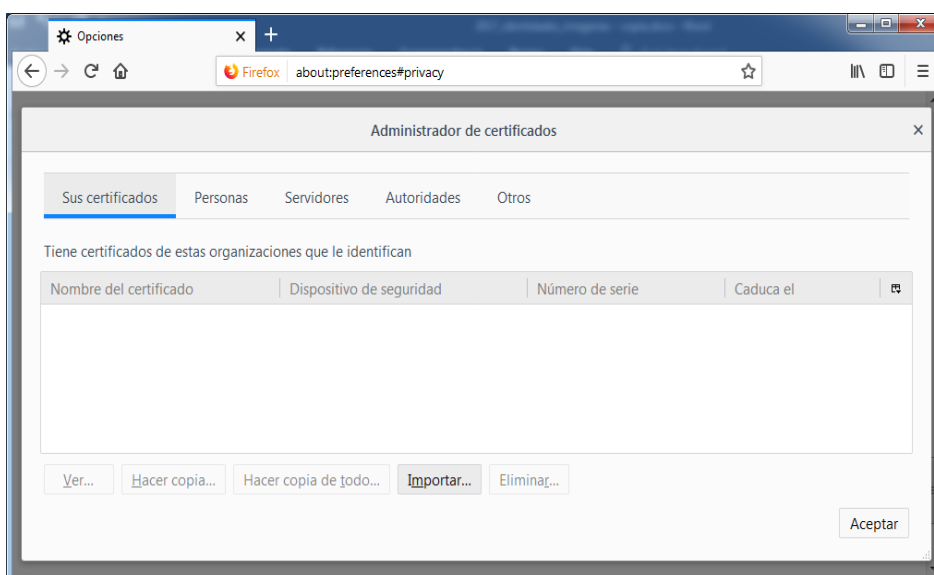 Opciones
Firefox about:preferences#privacy
Administrador de certificados
Sus certificados Personas Servidores Autoridades Otros
Tiene certificados de estas organizaciones que le identifican
Nombre del certificado Dispositivo de seguridad Número de serie Caduca el
Ver... Hacer copia... Hacer copia de todo... Importar... Eliminar...
Aceptar